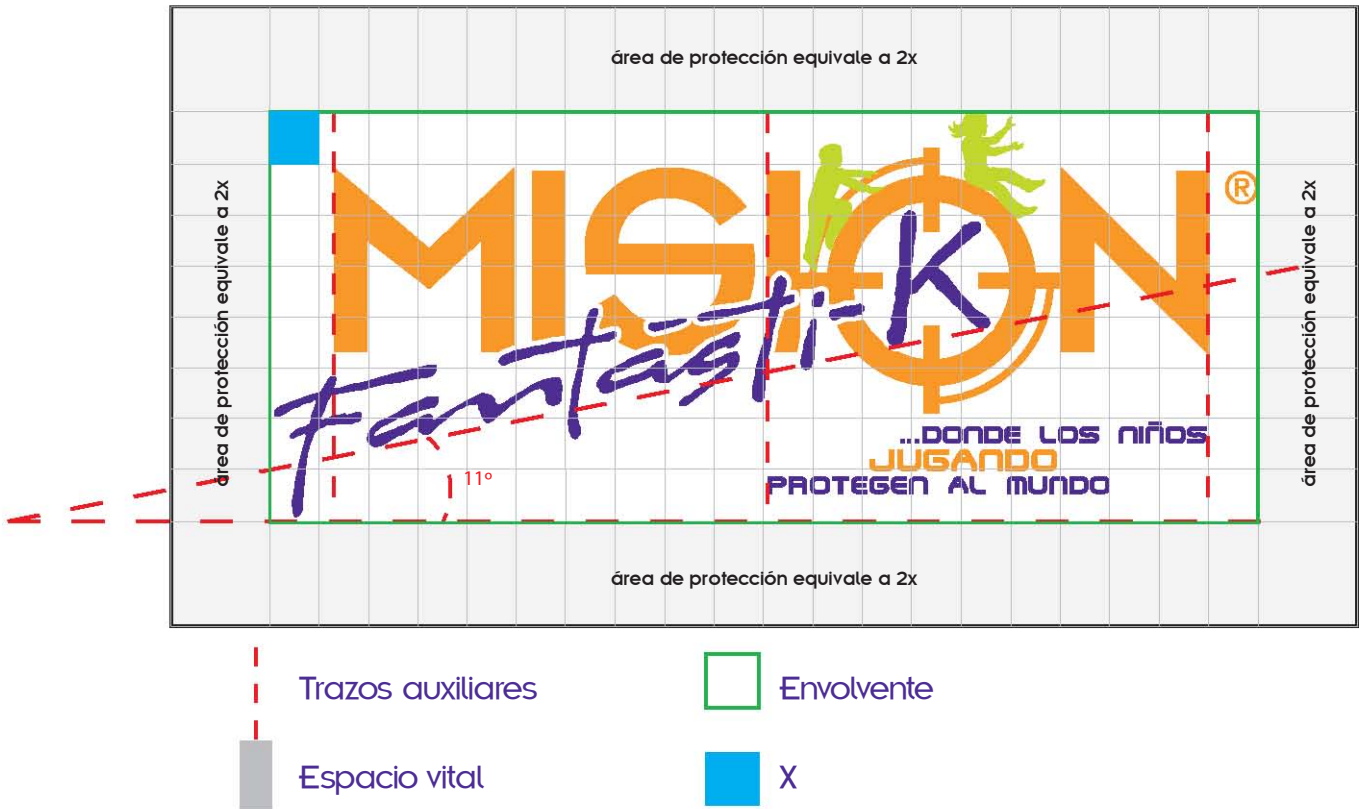 área de protección equivale a 2x
área de protección equivale a 2x
MISION
®
Fantásti-K
...DONDE LOS NIÑOS
JUGANDO
PROTEGEN AL MUNDO
11º
área de protección equivale a 2x
área de protección equivale a 2x
Trazos auxiliares
Envolvente
Espacio vital
X